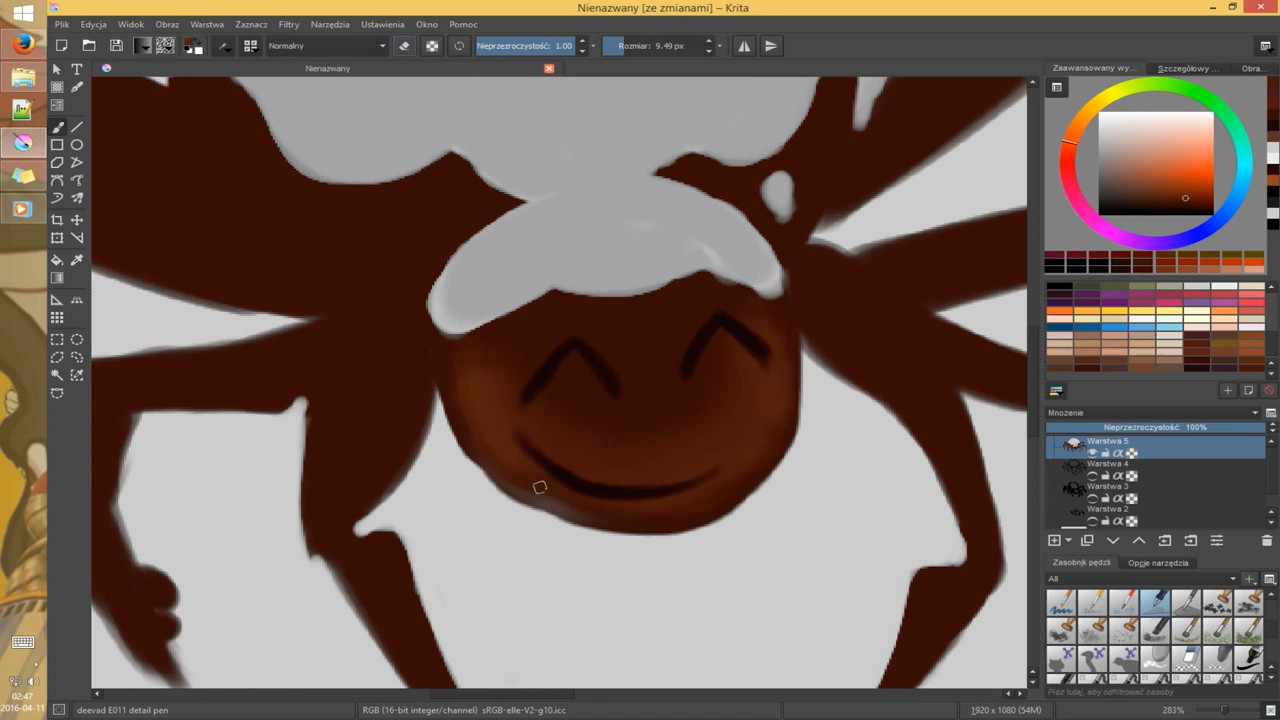 Nienazwany [ze zmianami] – Krita
Plik Edycja Widok Obraz Warstwa Zaznacz Filtry Narzędzia Ustawienia Okno Pomoc
Normalny Nieprzezroczystość: 1.00 Rozmiar: 9.49 px
Nienazwany
Zaawansowany wy... Szczegółowy ... Obra...
Mnożenie
Nieprzezroczystość: 100%
Warstwa 5
Warstwa 4
Warstwa 3
Warstwa 2
Zasobnik pędzli Opcje narzędzia
All
Pisz tutaj, aby odfiltrować zasoby
02:47
2016-04-11
deevad E011 detail pen RGB (16-bit integer/channel) sRGB-elle-V2-g10.icc 1920 x 1080 (54M) 283%